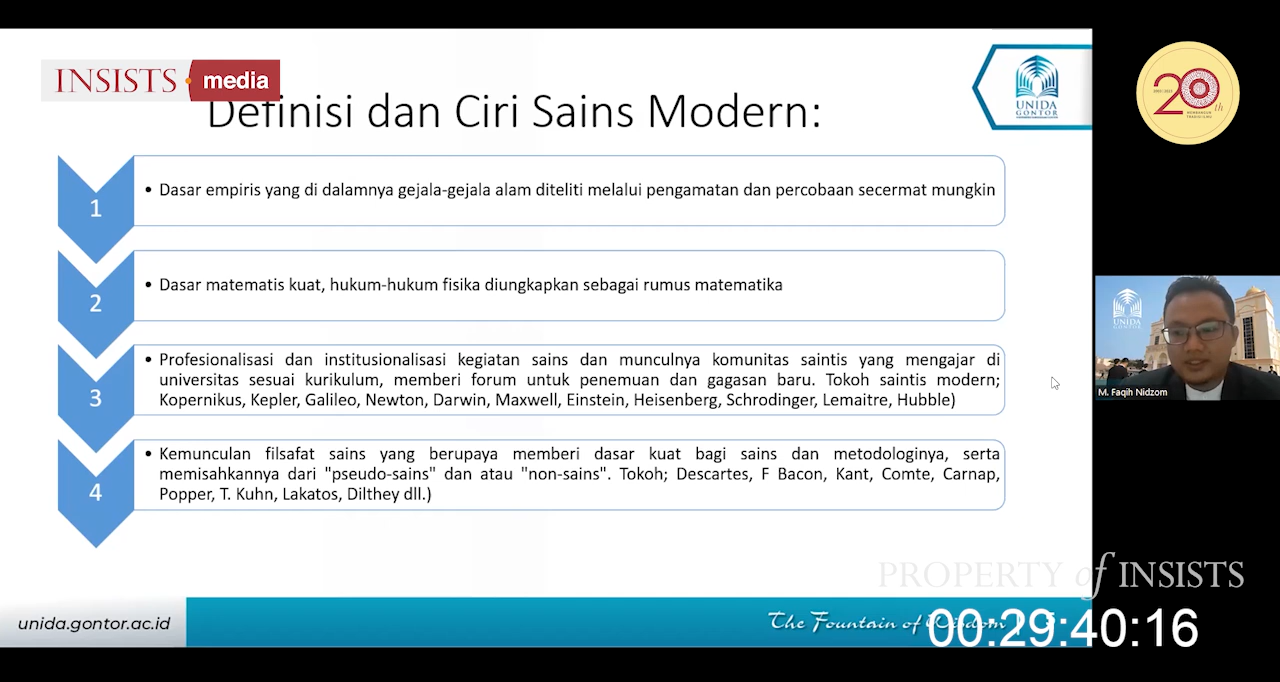 INSISTS media
Definisi dan Ciri Sains Modern:
UNIDA
GONTOR
20 th
1
• Dasar empiris yang di dalamnya gejala-gejala alam diteliti melalui pengamatan dan percobaan secermat mungkin
2
• Dasar matematis kuat, hukum-hukum fisika diungkapkan sebagai rumus matematika
3
• Profesionalisasi dan institusionalisasi kegiatan sains dan munculnya komunitas saintis yang mengajar di
universitas sesuai kurikulum, memberi forum untuk penemuan dan gagasan baru. Tokoh saintis modern;
Kopernikus, Kepler, Galileo, Newton, Darwin, Maxwell, Einstein, Heisenberg, Schrodinger, Lemaitre, Hubble)
4
• Kemunculan filsafat sains yang berupaya memberi dasar kuat bagi sains dan metodologinya, serta
memisahkannya dari "pseudo-sains" dan atau "non-sains". Tokoh; Descartes, F Bacon, Kant, Comte, Carnap,
Popper, T. Kuhn, Lakatos, Dilthey dll.)
UNIDA
GONTOR
M. Faqih Nidzom
PROPERTY of INSISTS
unida.gontor.ac.id
The Fountain of Wisdom
00:29:40:16